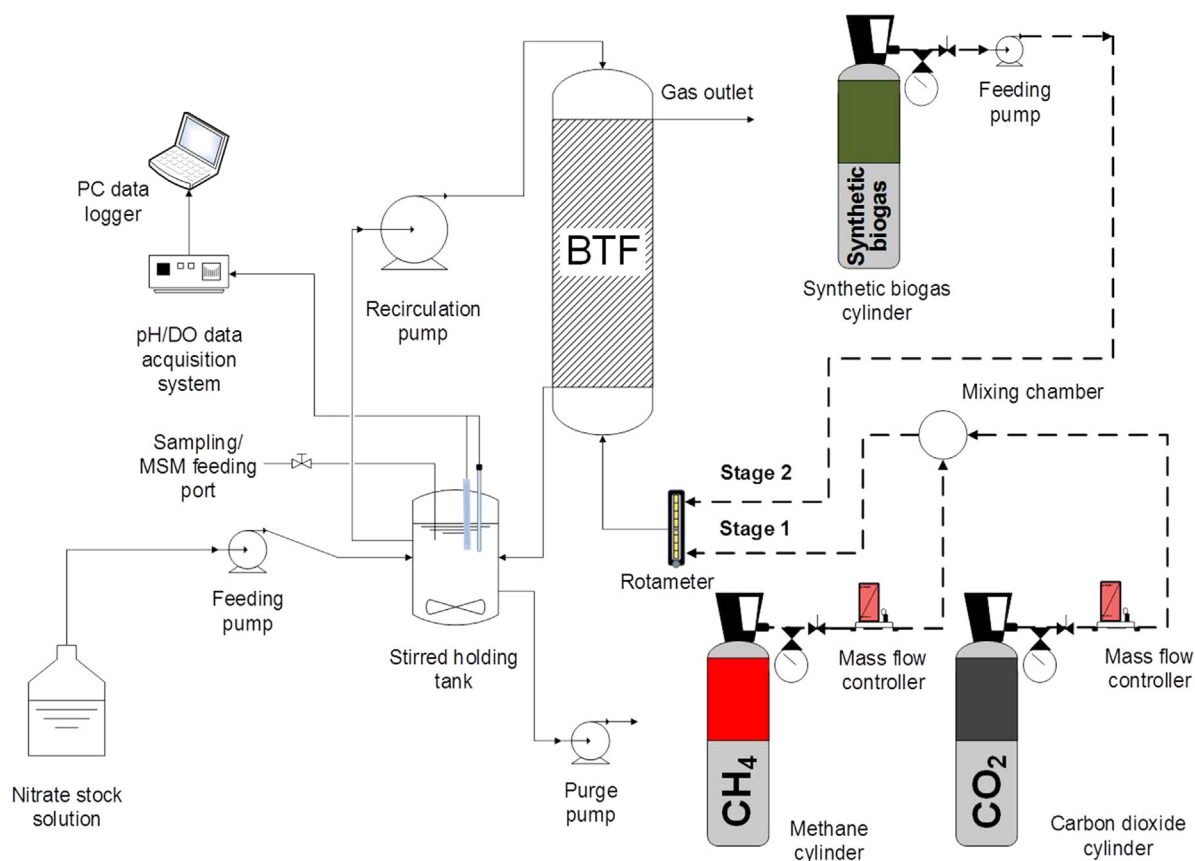 Gas outlet
Feeding
pump
PC data
logger
BTF
Synthetic
biogas
Synthetic biogas
cylinder
Recirculation
pump
pH/DO data
acquisition
system
Mixing chamber
Sampling/
MSM feeding
port
Stage 2
Stage 1
Rotameter
Feeding
pump
Stirred holding
tank
Mass flow
controller
Mass flow
controller
CH4
CO2
Nitrate stock
solution
Purge
pump
Methane
cylinder
Carbon dioxide
cylinder